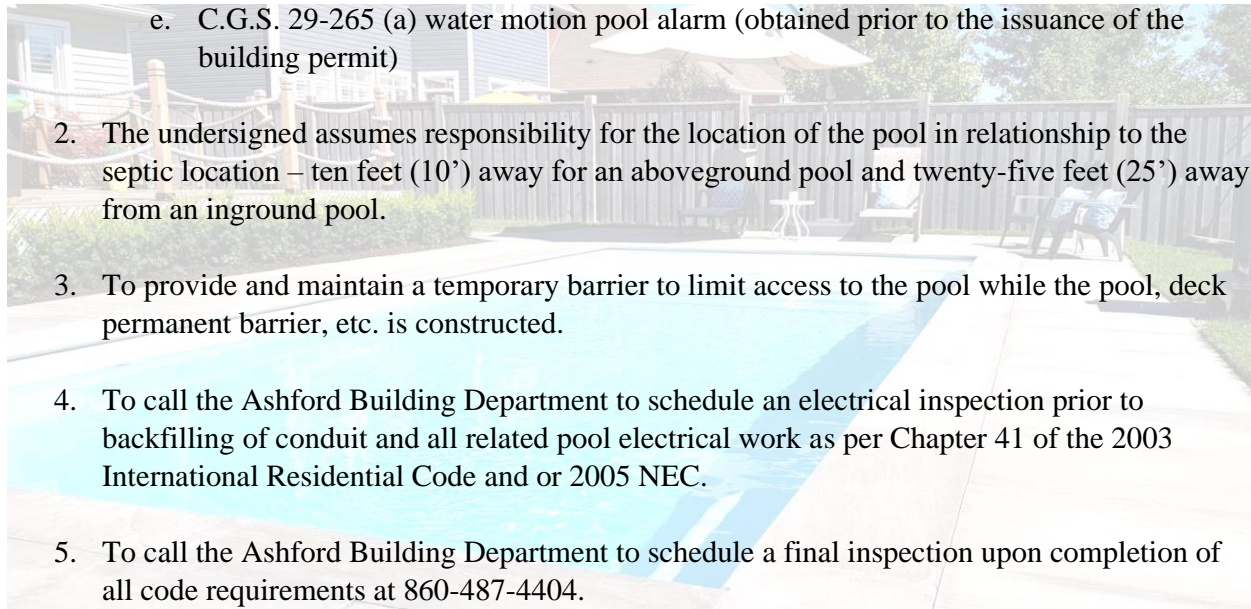 e. C.G.S. 29-265 (a) water motion pool alarm (obtained prior to the issuance of the
building permit)
2. The undersigned assumes responsibility for the location of the pool in relationship to the
septic location – ten feet (10’) away for an aboveground pool and twenty-five feet (25’) away
from an inground pool.
3. To provide and maintain a temporary barrier to limit access to the pool while the pool, deck
permanent barrier, etc. is constructed.
4. To call the Ashford Building Department to schedule an electrical inspection prior to
backfilling of conduit and all related pool electrical work as per Chapter 41 of the 2003
International Residential Code and or 2005 NEC.
5. To call the Ashford Building Department to schedule a final inspection upon completion of
all code requirements at 860-487-4404.